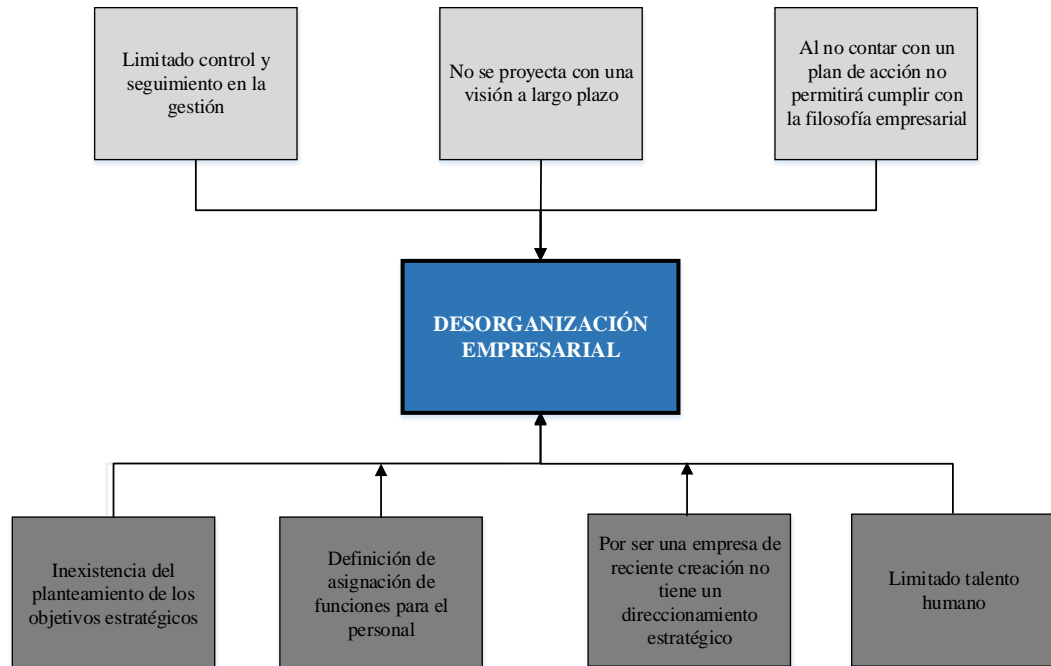 Limitado control y
seguimiento en la
gestión
No se proyecta con una
visión a largo plazo
Al no contar con un
plan de acción no
permitirá cumplir con
la filosofía empresarial
DESORGANIZACIÓN
EMPRESARIAL
Inexistencia del
planteamiento de los
objetivos estratégicos
Definición de
asignación de
funciones para el
personal
Por ser una empresa de
reciente creación no
tiene un
direccionamiento
estratégico
Limitado talento
humano